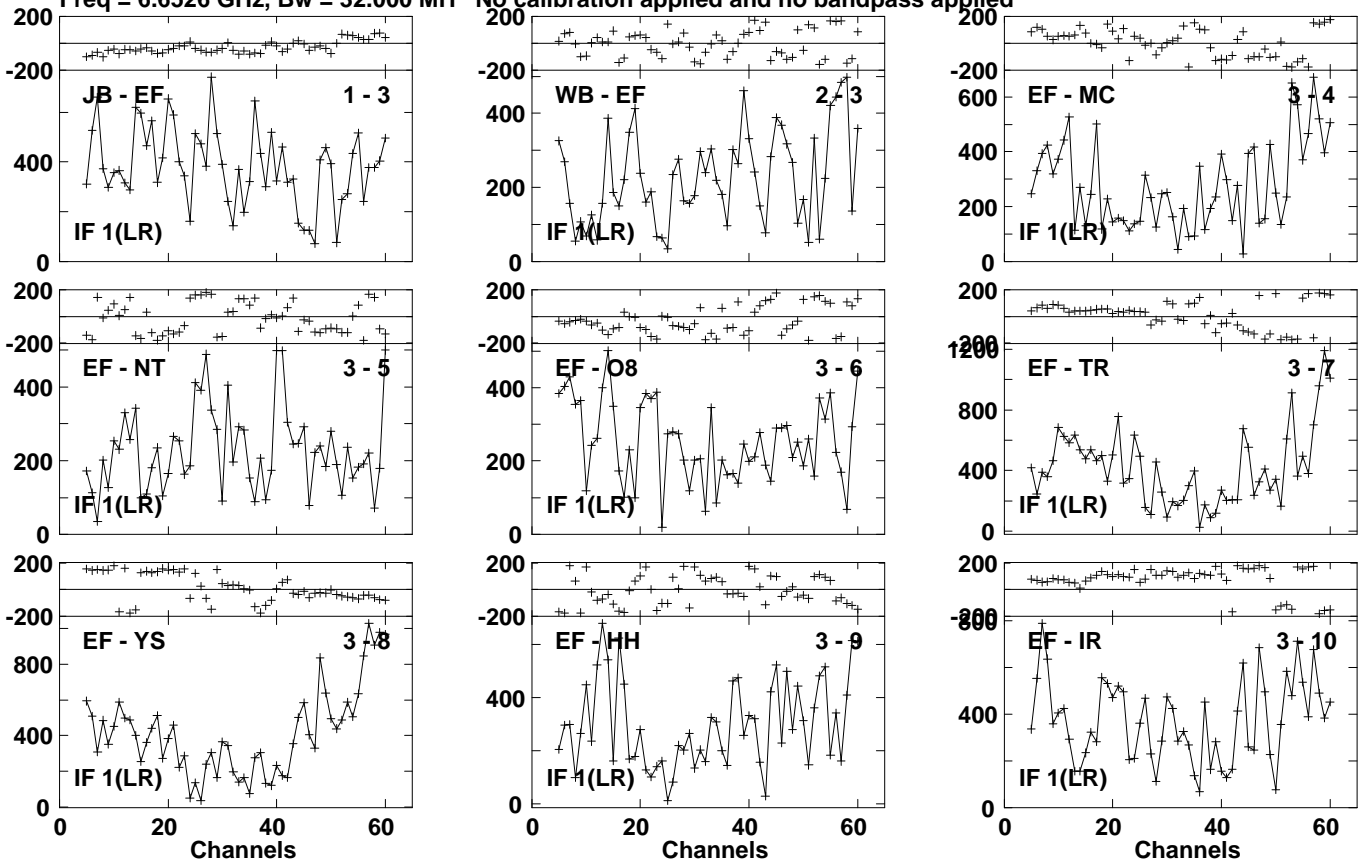 Freq = 6.6526 GHz, Bw = 32.000 MH No calibration applied and no bandpass applied
200
-200
JB - EF 1 - 3
400
IF 1(LR)
0
200
-200
WB - EF 2 - 3
400
200
IF 1(LR)
0
200
-200
EF - MC 3 - 4
600
400
200
IF 1(LR)
0
200
-200
EF - NT 3 - 5
400
200
IF 1(LR)
0
200
-200
EF - O8 3 - 6
400
200
IF 1(LR)
0
200
-200
1200
EF - TR 3 - 7
800
400
IF 1(LR)
0
200
-200
EF - YS 3 - 8
800
400
IF 1(LR)
0
0 20 40 60
Channels
200
-200
EF - HH 3 - 9
400
IF 1(LR)
0
0 20 40 60
Channels
200
-200
800
EF - IR 3 - 10
400
IF 1(LR)
0
0 20 40 60
Channels